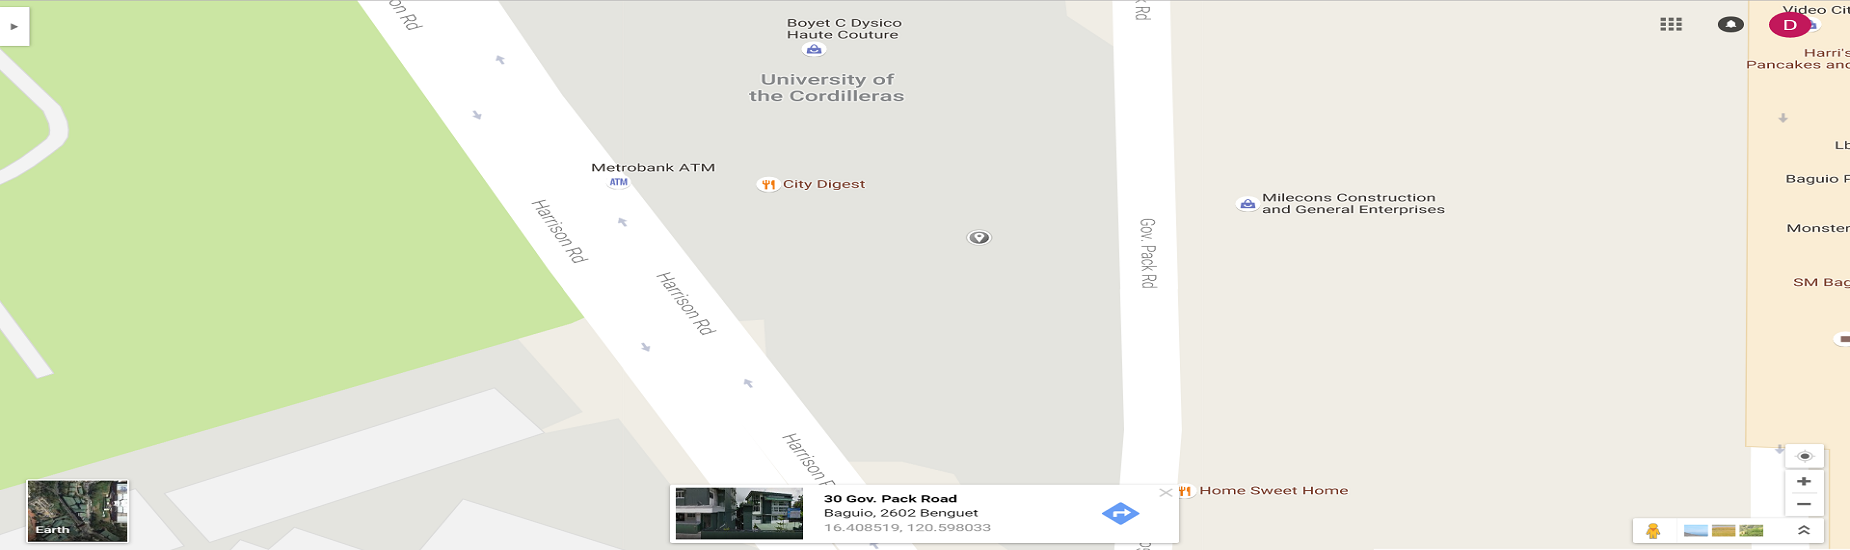 on Rd
Rd
Video Cit
D
Boyet C Dysico
Haute Couture
Harri's
Pancakes and
University of
the Cordilleras
Lb
Metrobank ATM
ATM
City Digest
Baguio F
Milecons Construction
and General Enterprises
Monster
Harrison Rd
Gov. Pack Rd
SM Bag
Harrison Rd
Harrison R
Home Sweet Home
30 Gov. Pack Road
Baguio, 2602 Benguet
16.408519, 120.598033
Earth